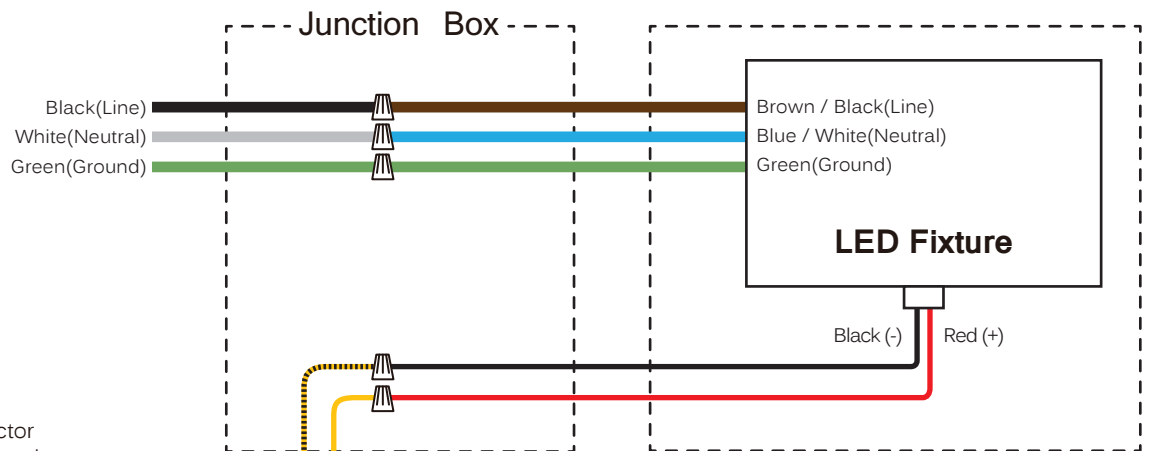 Junction Box
Black(Line)
White(Neutral)
Green(Ground)
Brown / Black(Line)
Blue / White(Neutral)
Green(Ground)
LED Fixture
Black (-)
Red (+)
ctor